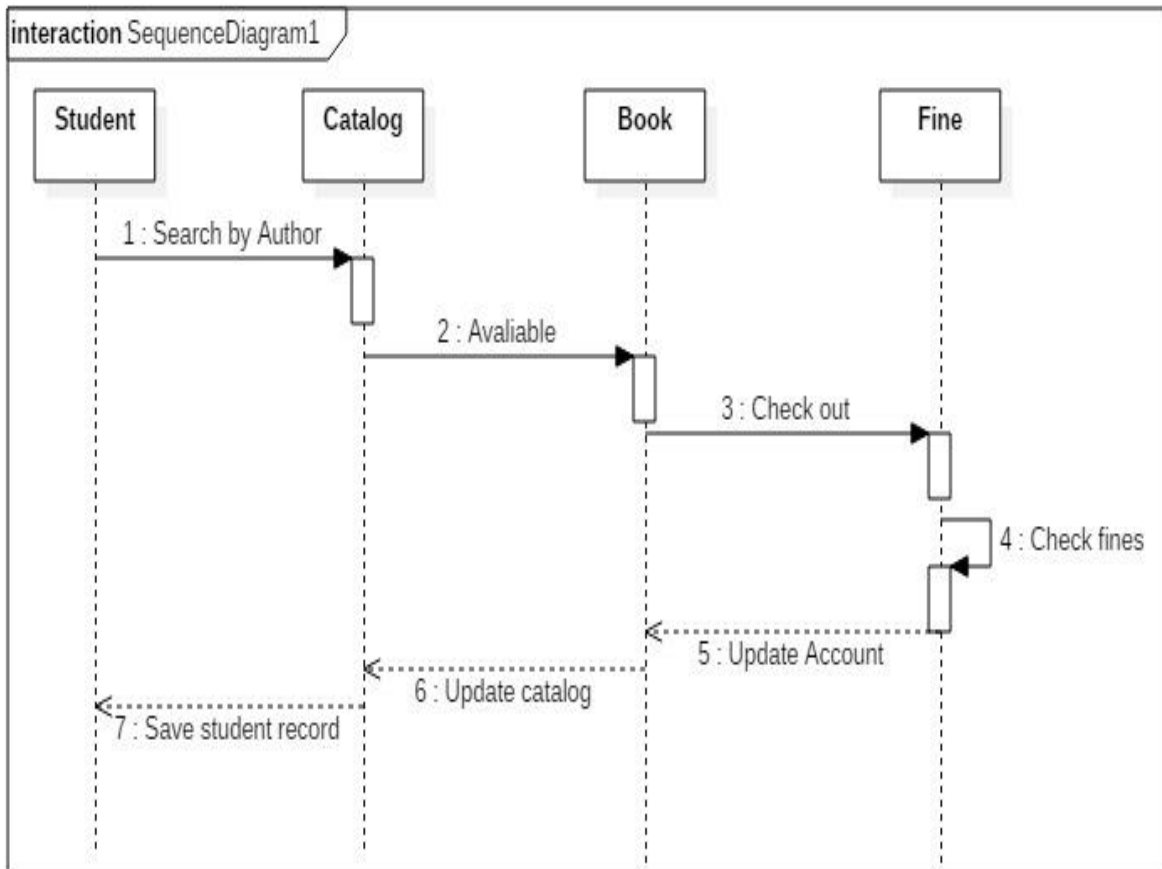 interaction SequenceDiagram1
Student
Catalog
Book
Fine
1 : Search by Author
2 : Avaliable
3 : Check out
4 : Check fines
5 : Update Account
6 : Update catalog
7 : Save student record